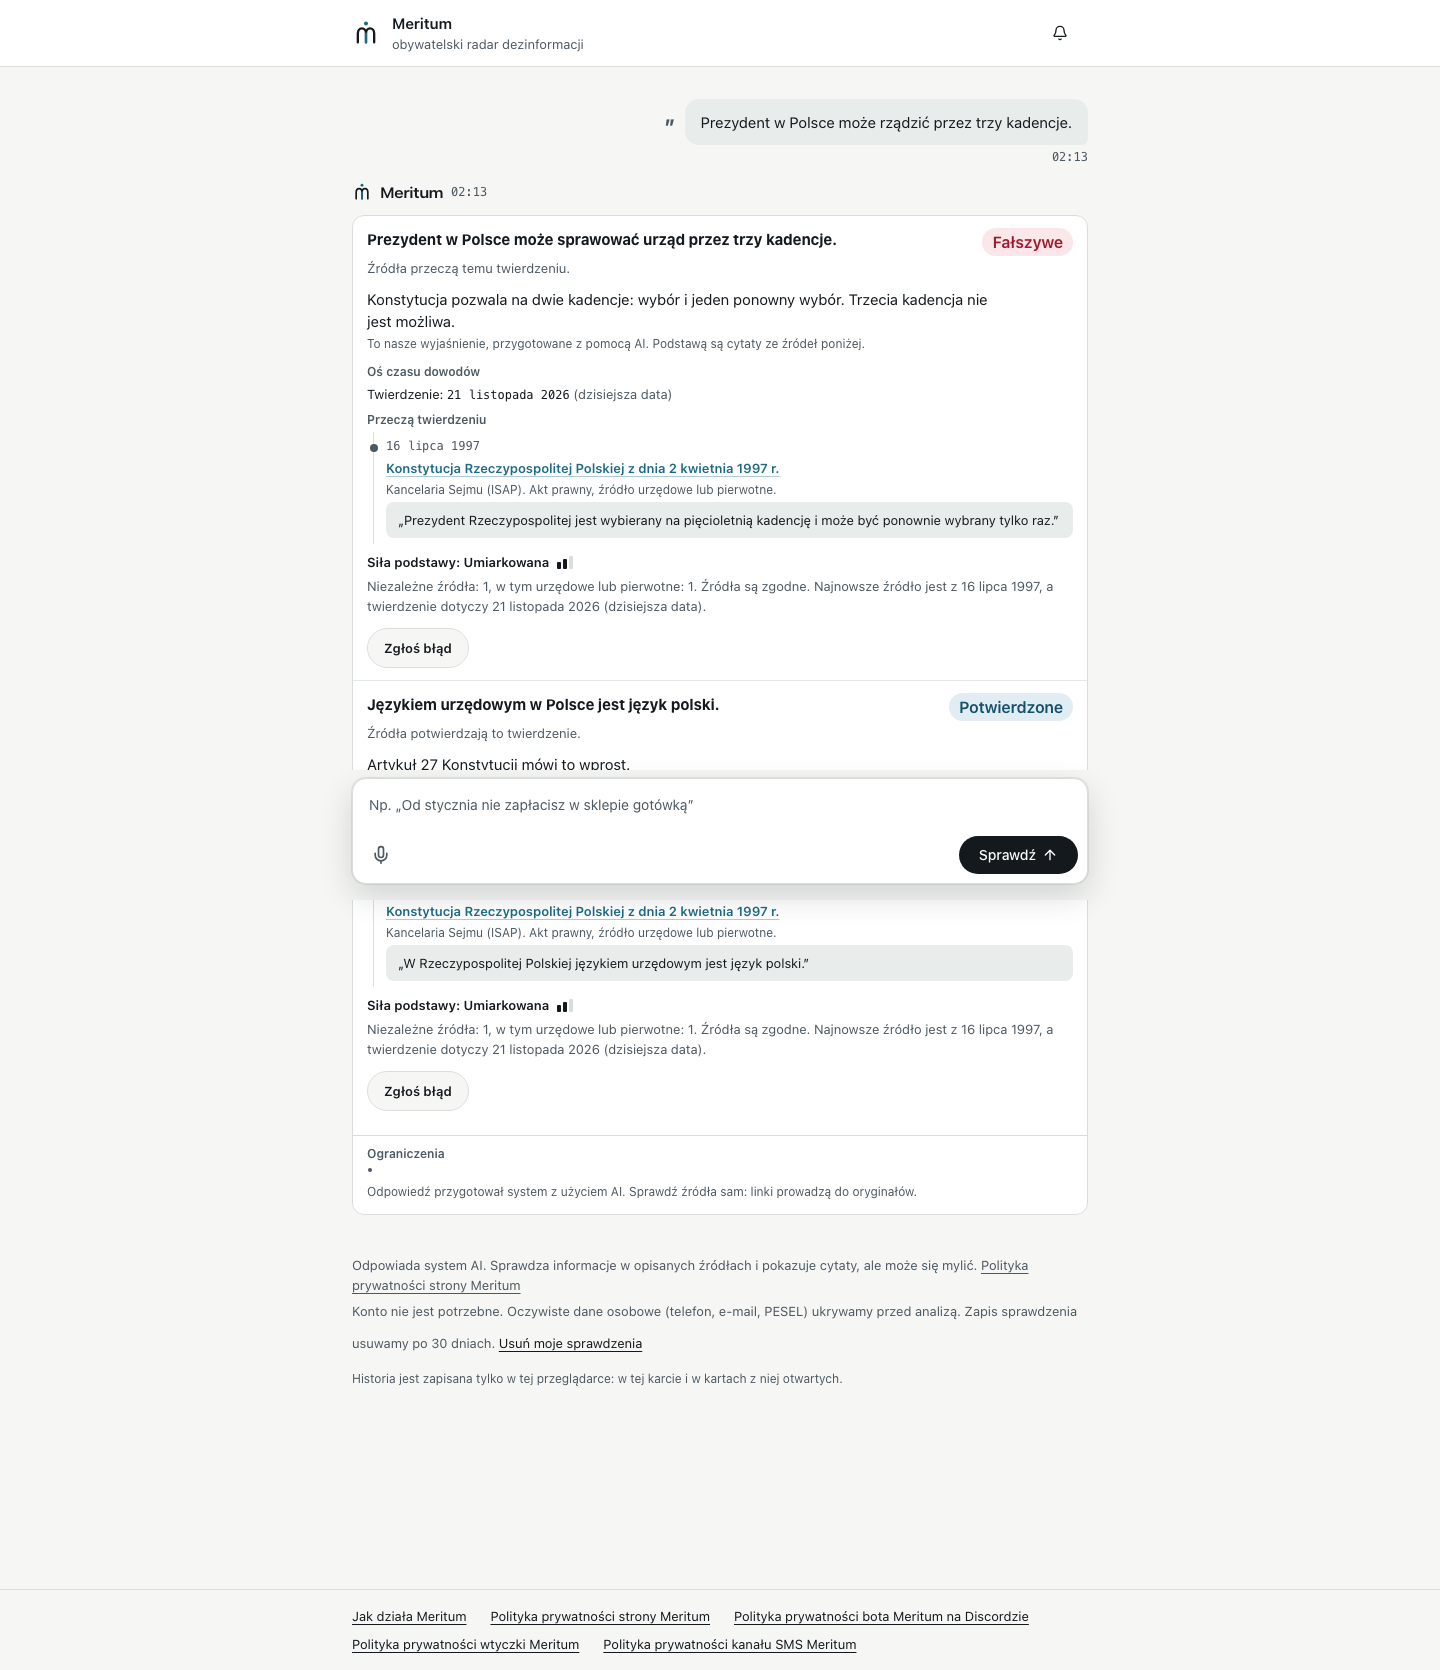 Meritum
obywatelski radar dezinformacji
" Prezydent w Polsce może rządzić przez trzy kadencje.
02:13
Meritum 02:13
Prezydent w Polsce może sprawować urząd przez trzy kadencje. Fałszywe
Źródła przeczą temu twierdzeniu.
Konstytucja pozwala na dwie kadencje: wybór i jeden ponowny wybór. Trzecia kadencja nie
jest możliwa.
To nasze wyjaśnienie, przygotowane z pomocą AI. Podstawą są cytaty ze źródeł poniżej.
Oś czasu dowodów
Twierdzenie: 21 listopada 2026 (dzisiejsza data)
Przeczą twierdzeniu
16 lipca 1997
Konstytucja Rzeczypospolitej Polskiej z dnia 2 kwietnia 1997 r.
Kancelaria Sejmu (ISAP). Akt prawny, źródło urzędowe lub pierwotne.
„Prezydent Rzeczypospolitej jest wybierany na pięcioletnią kadencję i może być ponownie wybrany tylko raz.”
Siła podstawy: Umiarkowana
Niezależne źródła: 1, w tym urzędowe lub pierwotne: 1. Źródła są zgodne. Najnowsze źródło jest z 16 lipca 1997, a
twierdzenie dotyczy 21 listopada 2026 (dzisiejsza data).
Zgłoś błąd
Językiem urzędowym w Polsce jest język polski. Potwierdzone
Źródła potwierdzają to twierdzenie.
Artykuł 27 Konstytucji mówi to wprost.
Np. „Od stycznia nie zapłacisz w sklepie gotówką”
Sprawdź
Konstytucja Rzeczypospolitej Polskiej z dnia 2 kwietnia 1997 r.
Kancelaria Sejmu (ISAP). Akt prawny, źródło urzędowe lub pierwotne.
„W Rzeczypospolitej Polskiej językiem urzędowym jest język polski.”
Siła podstawy: Umiarkowana
Niezależne źródła: 1, w tym urzędowe lub pierwotne: 1. Źródła są zgodne. Najnowsze źródło jest z 16 lipca 1997, a
twierdzenie dotyczy 21 listopada 2026 (dzisiejsza data).
Zgłoś błąd
Ograniczenia
•
Odpowiedź przygotował system z użyciem AI. Sprawdź źródła sam: linki prowadzą do oryginałów.
Odpowiada system AI. Sprawdza informacje w opisanych źródłach i pokazuje cytaty, ale może się mylić. Polityka
prywatności strony Meritum
Konto nie jest potrzebne. Oczywiste dane osobowe (telefon, e-mail, PESEL) ukrywamy przed analizą. Zapis sprawdzenia
usuwamy po 30 dniach. Usuń moje sprawdzenia
Historia jest zapisana tylko w tej przeglądarce: w tej karcie i w kartach z niej otwartych.
Jak działa Meritum Polityka prywatności strony Meritum Polityka prywatności bota Meritum na Discordzie
Polityka prywatności wtyczki Meritum Polityka prywatności kanału SMS Meritum